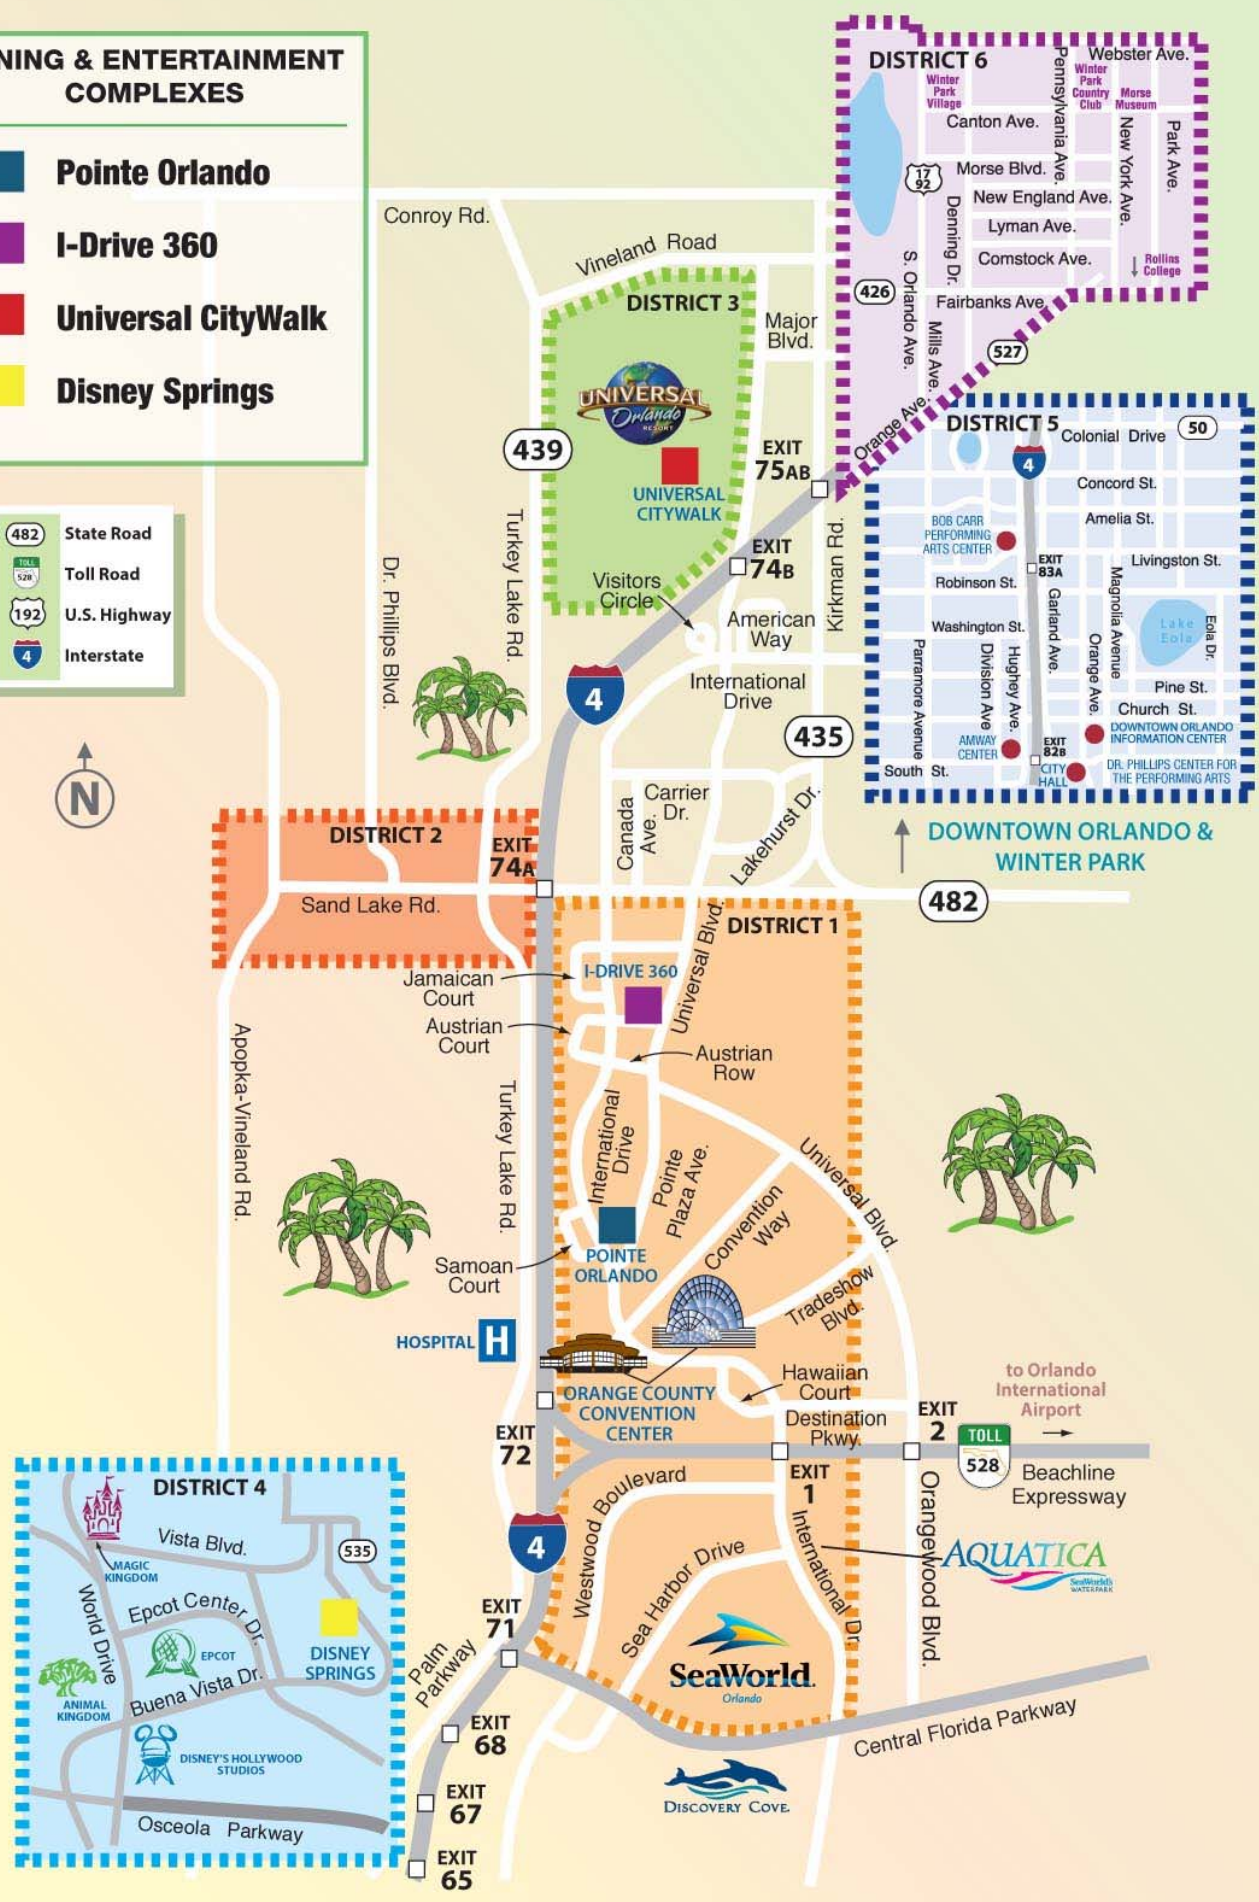 NING & ENTERTAINMENT
COMPLEXES
Pointe Orlando
I-Drive 360
Universal CityWalk
Disney Springs
482 State Road
TOLL
528
Toll Road
192 U.S. Highway
4 Interstate
N
DISTRICT 6
Webster Ave.
Winter
Park
Village
Pennsylvania Ave.
Winter
Park
Country
Club
Morse
Museum
Canton Ave.
New York Ave.
Park Ave.
17
92
Morse Blvd.
New England Ave.
Denning Dr.
Lyman Ave.
Comstock Ave.
Rollins
College
S. Orlando Ave.
426
Fairbanks Ave.
Mills Ave.
527
Orange Ave.
Conroy Rd.
Vineland Road
DISTRICT 3
Major
Blvd.
UNIVERSAL
Orlando
RESORT
439
UNIVERSAL
CITYWALK
EXIT
75AB
EXIT
74B
Turkey Lake Rd.
Dr. Phillips Blvd.
Kirkman Rd.
Visitors
Circle
American
Way
International
Drive
4
435
DISTRICT 5
Colonial Drive
50
4
Concord St.
Amelia St.
BOB CARR
PERFORMING
ARTS CENTER
EXIT
83A
Livingston St.
Robinson St.
Garland Ave.
Magnolia Avenue
Washington St.
Lake
Eola
Eola Dr.
Parramore Avenue
Division Ave
Hughey Ave.
Orange Ave.
Pine St.
Church St.
AMWAY
CENTER
EXIT
82B
DOWNTOWN ORLANDO
INFORMATION CENTER
South St.
CITY
HALL
DR. PHILLIPS CENTER FOR
THE PERFORMING ARTS
DOWNTOWN ORLANDO &
WINTER PARK
Canada
Ave.
Carrier
Dr.
Lakehurst Dr.
DISTRICT 2
EXIT
74A
Sand Lake Rd.
482
DISTRICT 1
Universal Blvd.
Jamaican
Court
I-DRIVE 360
Austrian
Court
Austrian
Row
Apopka-Vineland Rd.
Turkey Lake Rd.
International
Drive
Pointe
Plaza Ave.
Universal Blvd.
Convention
Way
Samoan
Court
POINTE
ORLANDO
Tradeshow
Blvd.
HOSPITAL H
Hawaiian
Court
ORANGE COUNTY
CONVENTION
CENTER
Destination
Pkwy.
to Orlando
International
Airport
EXIT
72
EXIT
2
TOLL
528
EXIT
1
Beachline
Expressway
Westwood Boulevard
International Dr.
Orangewood Blvd.
4
AQUATICA
SeaWorld's
WATERPARK
Sea Harbor Drive
EXIT
71
SeaWorld.
Orlando
Palm
Parkway
EXIT
68
Central Florida Parkway
DISCOVERY COVE.
EXIT
67
EXIT
65
DISTRICT 4
Vista Blvd.
535
MAGIC
KINGDOM
World Drive
Epcot Center Dr.
EPCOT
DISNEY
SPRINGS
ANIMAL
KINGDOM
Buena Vista Dr.
DISNEY'S HOLLYWOOD
STUDIOS
Osceola Parkway